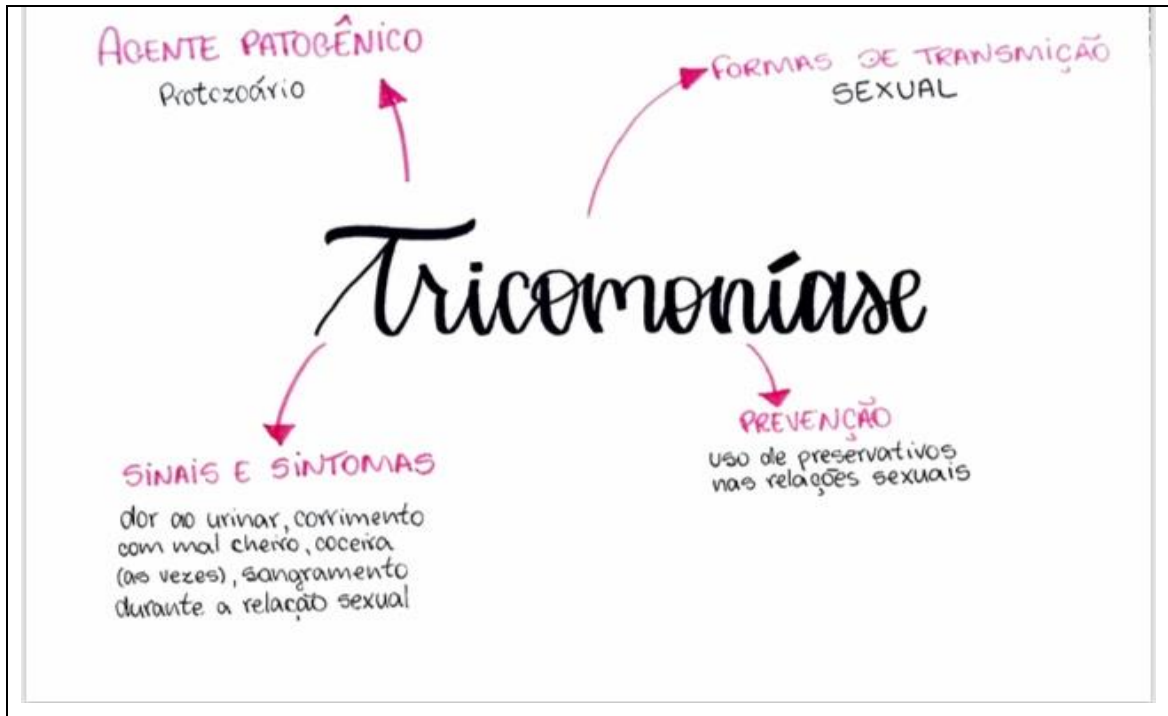 AGENTE PATOGÊNICO
Protozoário
FORMAS DE TRANSMIÇÃO
SEXUAL
Tricomoníase
SINAIS E SINTOMAS
dor ao urinar, corrimento
com mal cheiro, coceira
(as vezes), sangramento
durante a relação sexual
PREVENÇÃO
uso de preservativos
nas relações sexuais